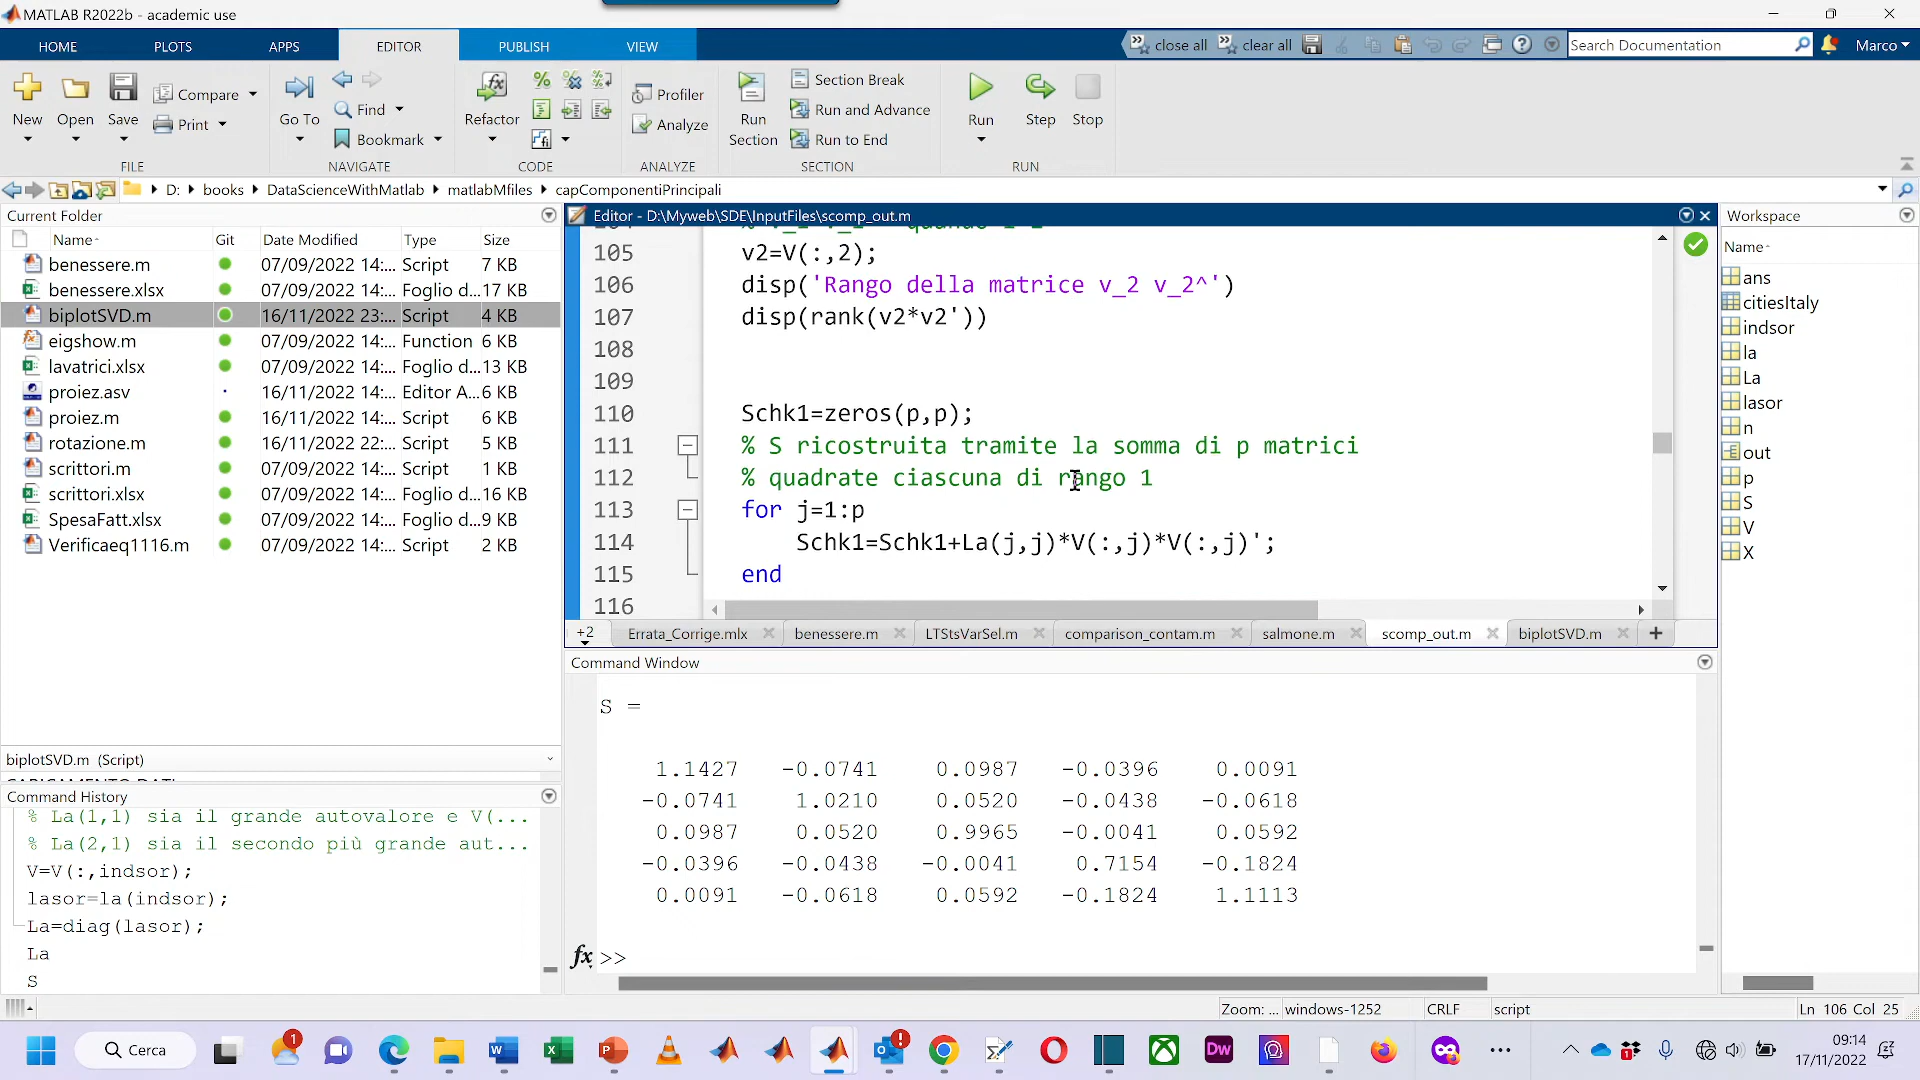 MATLAB R2022b - academic use
HOME PLOTS APPS EDITOR PUBLISH VIEW close all clear all Search Documentation Marco
New Open Save Compare Print Go To Find Bookmark Refactor Profiler Analyze Run Section Section Break Run and Advance Run to End Run Step Stop
FILE NAVIGATE CODE ANALYZE SECTION RUN
D: books DataScienceWithMatlab matlabMfiles capComponentiPrincipali
Current Folder
Name Git Date Modified Type Size
benessere.m 07/09/2022 14:... Script 7 KB
benessere.xlsx 07/09/2022 14:... Foglio d... 17 KB
biplotSVD.m 16/11/2022 23:... Script 4 KB
eigshow.m 07/09/2022 14:... Function 6 KB
lavatrici.xlsx 07/09/2022 14:... Foglio d... 13 KB
proiez.asv 16/11/2022 14:... Editor A... 6 KB
proiez.m 16/11/2022 14:... Script 6 KB
rotazione.m 16/11/2022 22:... Script 5 KB
scrittori.m 07/09/2022 14:... Script 1 KB
scrittori.xlsx 07/09/2022 14:... Foglio d... 16 KB
SpesaFatt.xlsx 07/09/2022 14:... Foglio d... 9 KB
Verificaeq1116.m 07/09/2022 14:... Script 2 KB
biplotSVD.m (Script)
Command History
% La(1,1) sia il grande autovalore e V(...
% La(2,1) sia il secondo più grande aut...
V=V(:,indsor);
lasor=la(indsor);
La=diag(lasor);
La
S
Editor - D:\Myweb\SDE\InputFiles\scomp_out.m
105 v2=V(:,2);
106 disp('Rango della matrice v_2 v_2^')
107 disp(rank(v2*v2'))
108
109
110 Schk1=zeros(p,p);
111 % S ricostruita tramite la somma di p matrici
112 % quadrate ciascuna di rango 1
113 for j=1:p
114 Schk1=Schk1+La(j,j)*V(:,j)*V(:,j)';
115 end
116
+2 Errata_Corrige.mlx benessere.m LTStsVarSel.m comparison_contam.m salmone.m scomp_out.m biplotSVD.m
Command Window
S =
1.1427 -0.0741 0.0987 -0.0396 0.0091
-0.0741 1.0210 0.0520 -0.0438 -0.0618
0.0987 0.0520 0.9965 -0.0041 0.0592
-0.0396 -0.0438 -0.0041 0.7154 -0.1824
0.0091 -0.0618 0.0592 -0.1824 1.1113
fx >>
Workspace
Name
ans
citiesItaly
indsor
la
La
lasor
n
out
p
S
V
X
Zoom: ... windows-1252 CRLF script Ln 106 Col 25
Cerca
09:14
17/11/2022